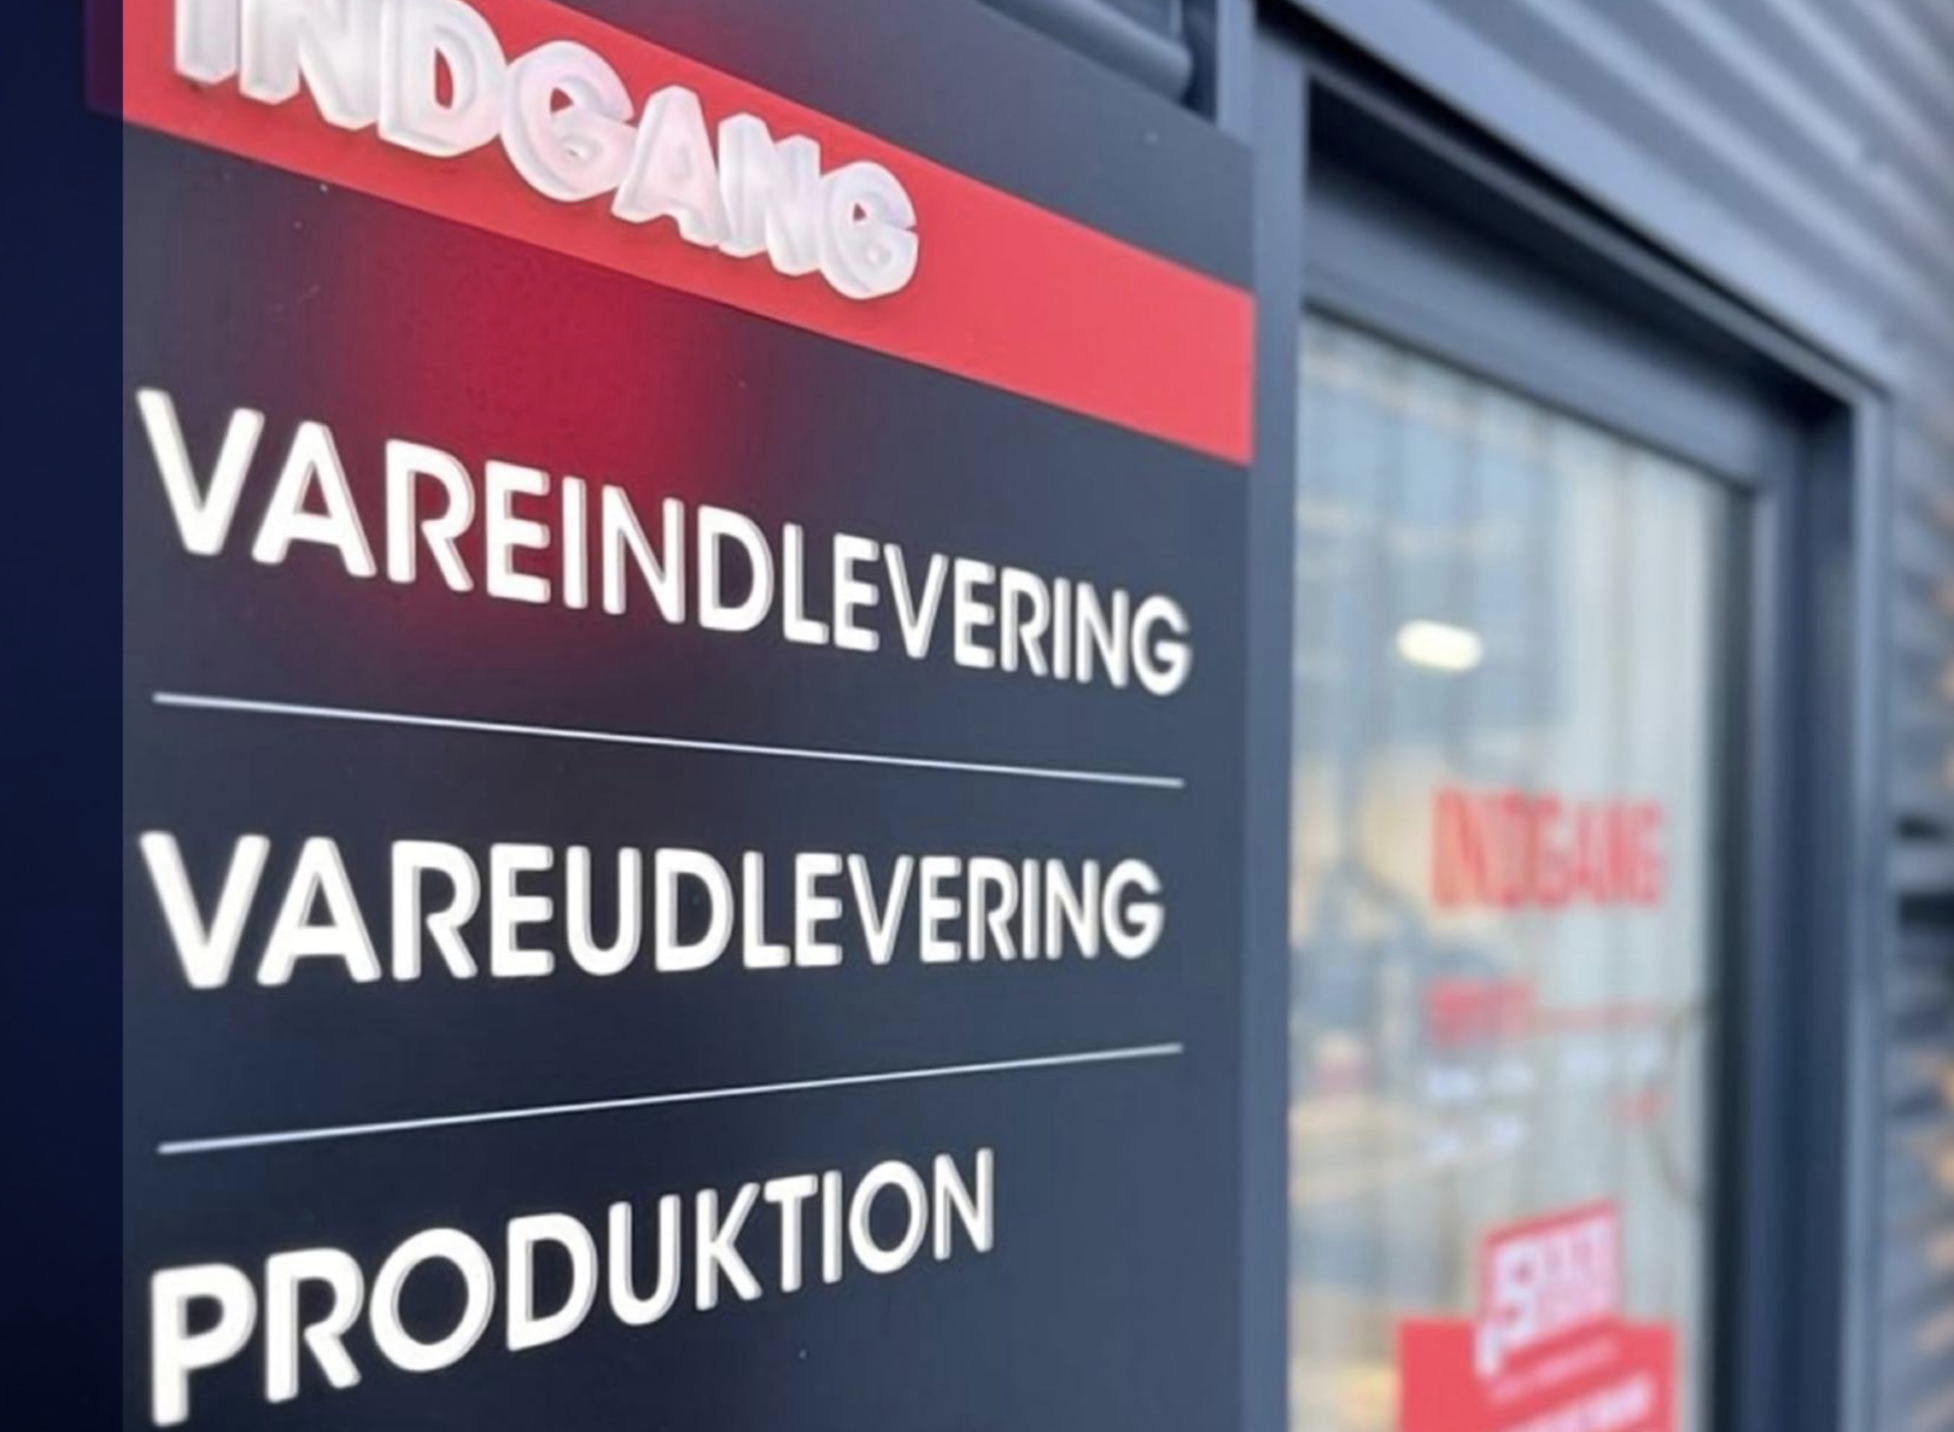 INDGANG
VAREINDLEVERING
VAREUDLEVERING
PRODUKTION
INDGANG